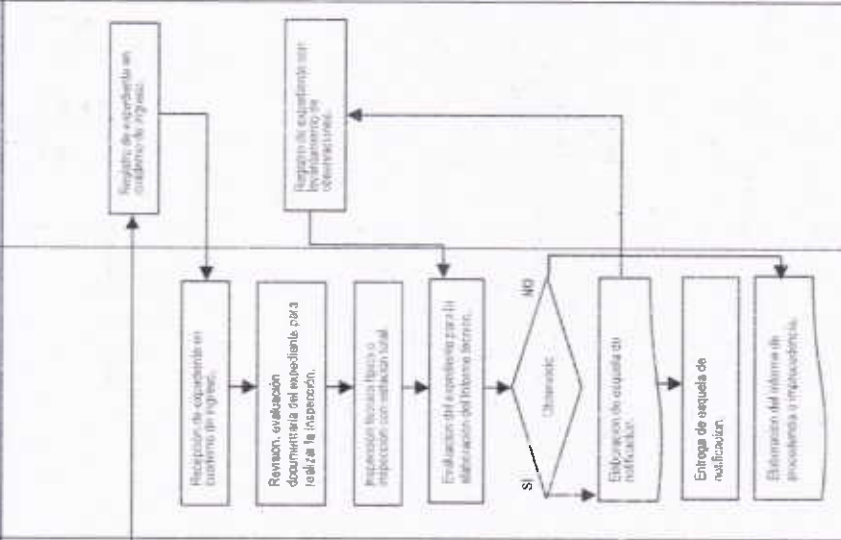 Registro de expediente en
cuaderno de ingreso.
Registro de expediente con
levantamiento de
observaciones.
Recepción de expediente en
cuaderno de ingreso.
Revisión, evaluación
documentaria del expediente para
realizar la inspección.
Inspección técnica típica o
inspección con estación total.
Evaluación del expediente para la
elaboración del informe técnico.
SI
Observado
NO
Elaboración de esquela de
notificación.
Entrega de esquela de
notificación.
Elaboración del informe de
procedencia o improcedencia.